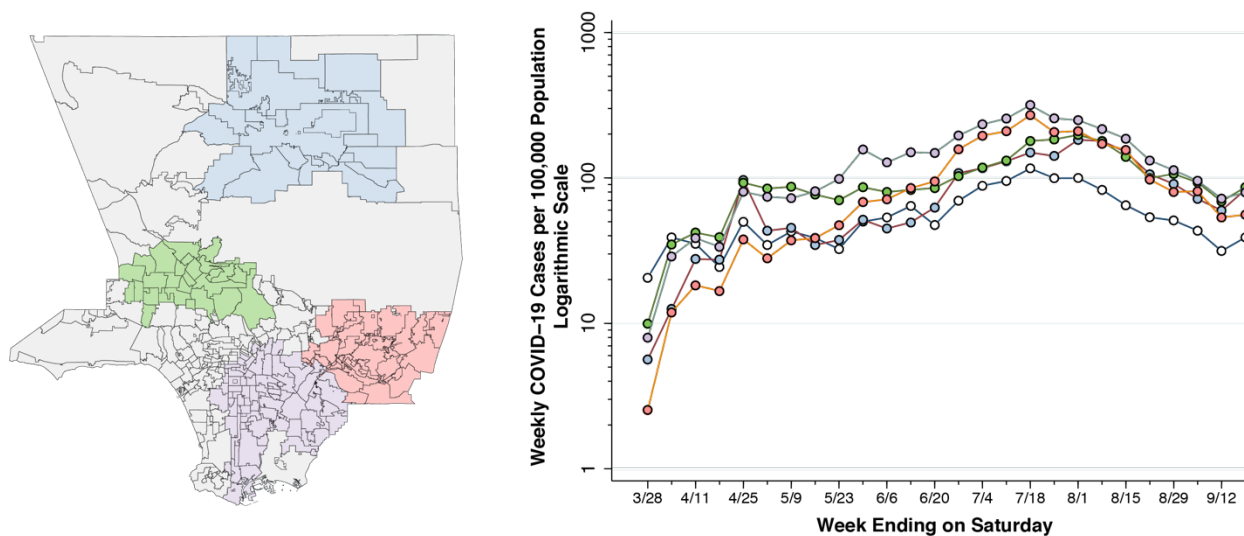 Weekly COVID–19 Cases per 100,000 Population
Logarithmic Scale
1000
100
10
1
3/28 4/11 4/25 5/9 5/23 6/6 6/20 7/4 7/18 8/1 8/15 8/29 9/12
Week Ending on Saturday